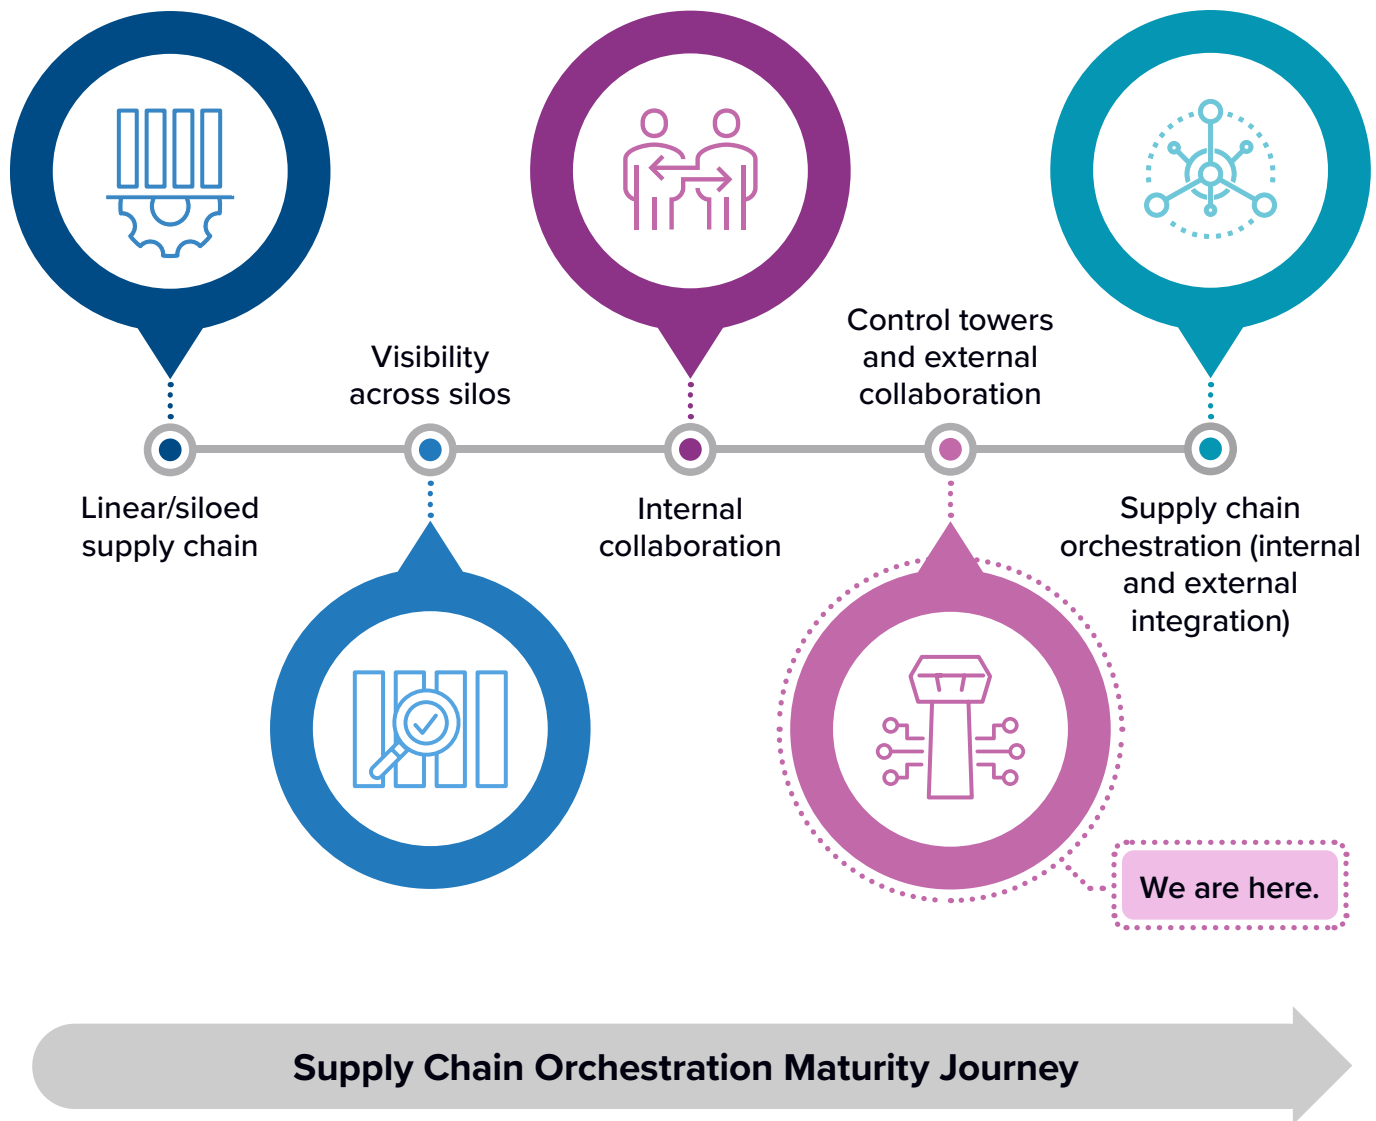 Linear/siloed
supply chain
Visibility
across silos
Internal
collaboration
Control towers
and external
collaboration
Supply chain
orchestration (internal
and external
integration)
We are here.
Supply Chain Orchestration Maturity Journey